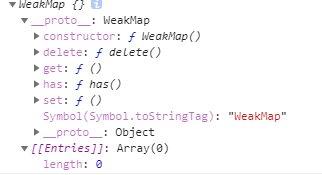 WeakMap {} i
__proto__: WeakMap
constructor: ƒ WeakMap()
delete: ƒ delete()
get: ƒ ()
has: ƒ has()
set: ƒ ()
Symbol(Symbol.toStringTag): "WeakMap"
__proto__: Object
[[Entries]]: Array(0)
length: 0